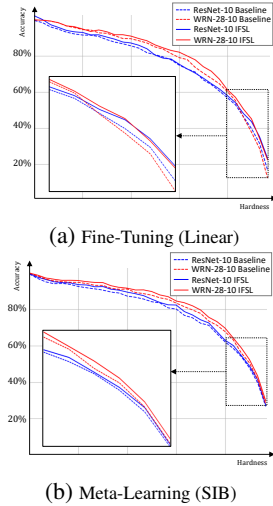 (a)
Accuracy
ResNet-10 Baseline
WRN-28-10 Baseline
ResNet-10 IFSL
WRN-28-10 IFSL
80%
60%
40%
20%
Hardness
(a) Fine-Tuning (Linear)
(b)
Accuracy
ResNet-10 Baseline
WRN-28-10 Baseline
ResNet-10 IFSL
WRN-28-10 IFSL
80%
60%
40%
20%
Hardness
(b) Meta-Learning (SIB)